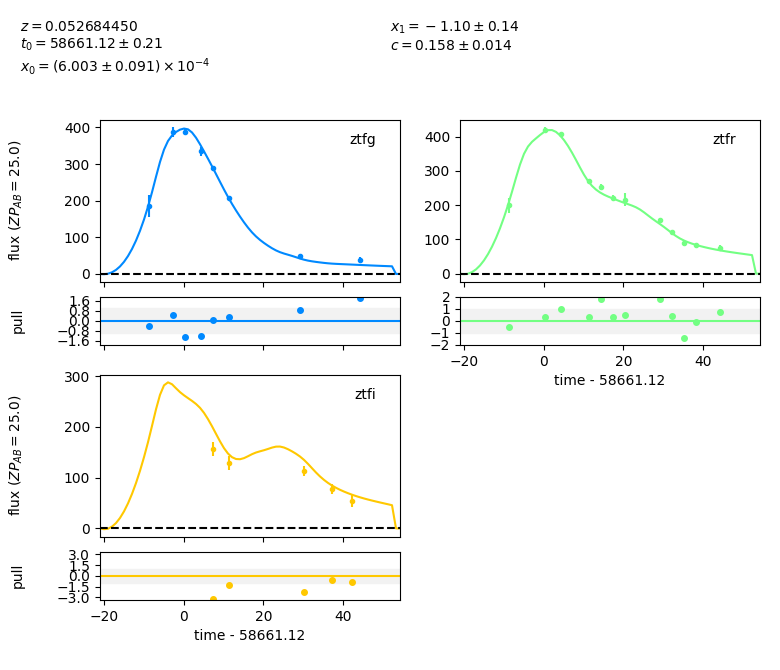 z = 0.052684450
t₀ = 58661.12 ± 0.21
x₀ = (6.003 ± 0.091) × 10⁻⁴
x₁ = −1.10 ± 0.14
c = 0.158 ± 0.014
flux (ZP_AB = 25.0)
400
300
200
100
0
ztfg
pull
1.6
0.8
0.0
−0.8
−1.6
400
300
200
100
0
ztfr
2
1
0
−1
−2
−20 0 20 40
time - 58661.12
flux (ZP_AB = 25.0)
300
200
100
0
ztfi
pull
3.0
1.5
0.0
−1.5
−3.0
−20 0 20 40
time - 58661.12